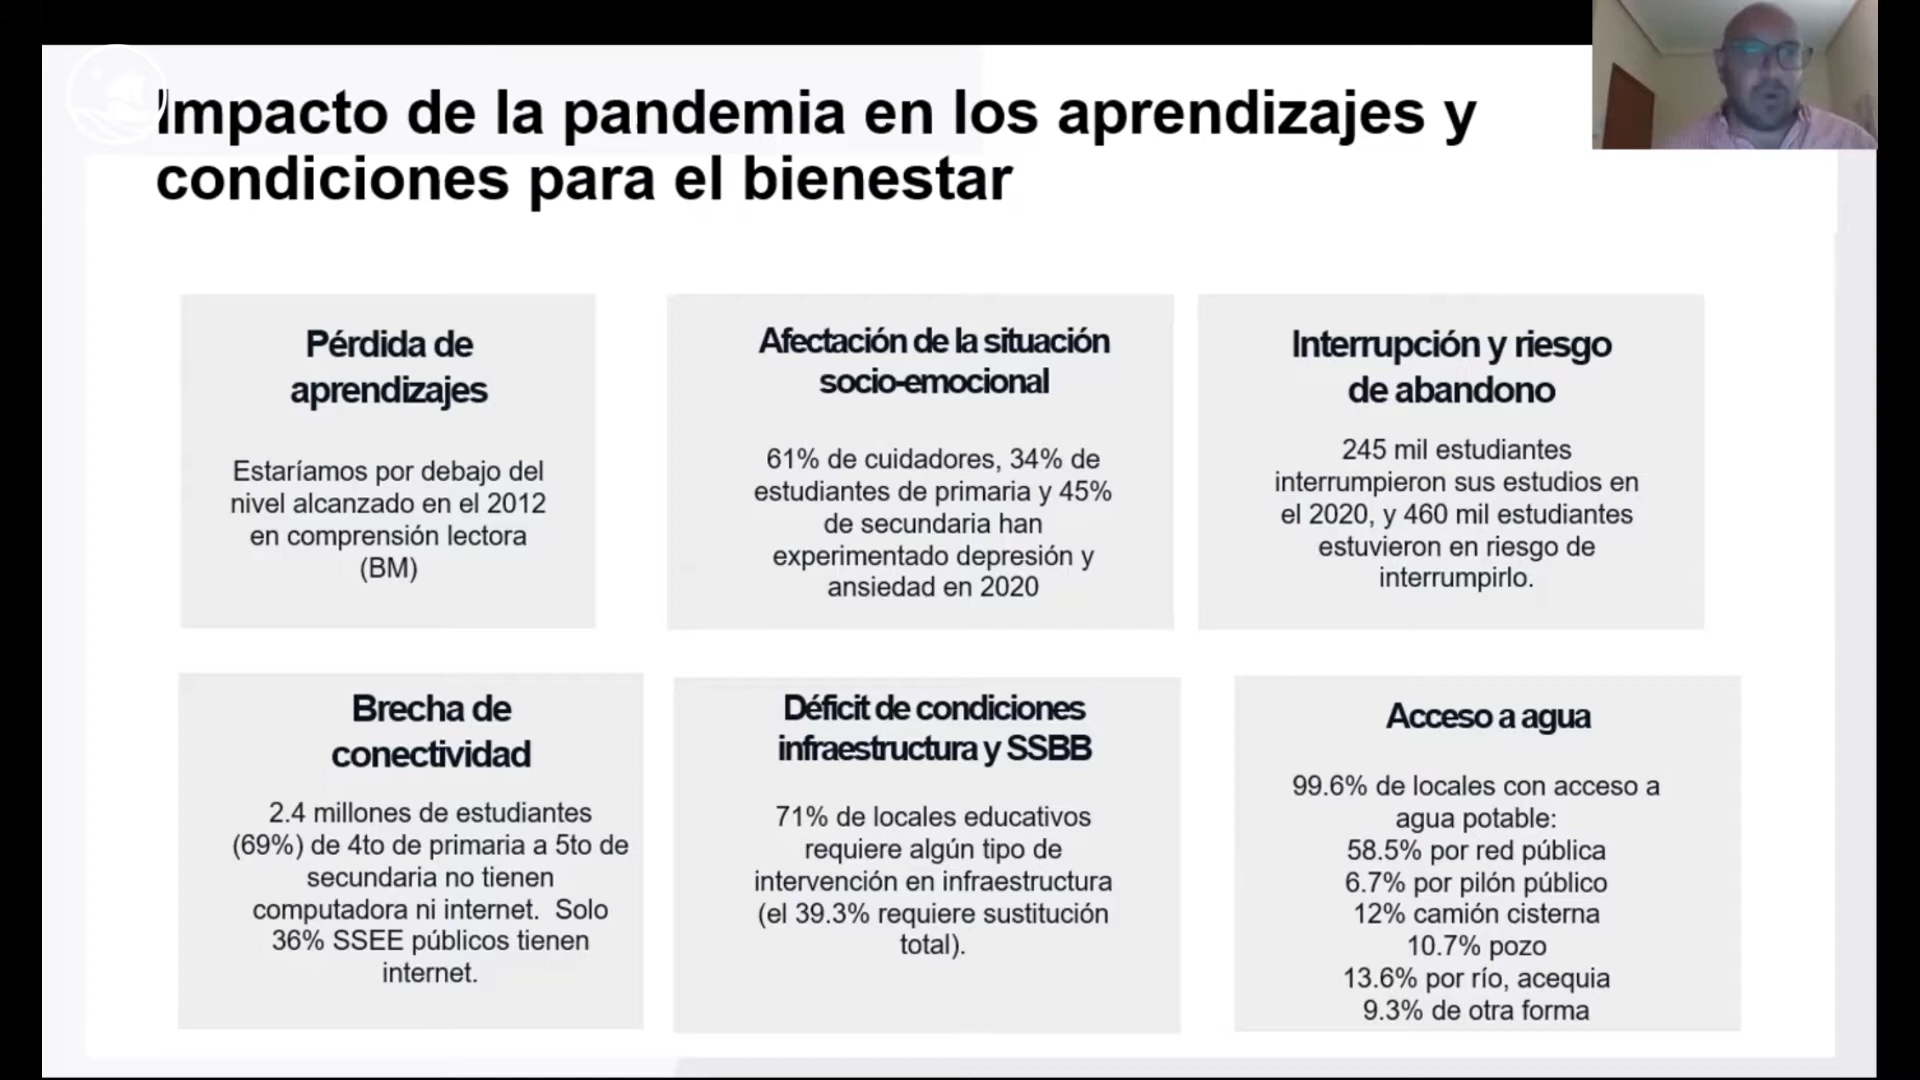 Impacto de la pandemia en los aprendizajes y
condiciones para el bienestar
Pérdida de
aprendizajes
Estaríamos por debajo del
nivel alcanzado en el 2012
en comprensión lectora
(BM)
Afectación de la situación
socio-emocional
61% de cuidadores, 34% de
estudiantes de primaria y 45%
de secundaria han
experimentado depresión y
ansiedad en 2020
Interrupción y riesgo
de abandono
245 mil estudiantes
interrumpieron sus estudios en
el 2020, y 460 mil estudiantes
estuvieron en riesgo de
interrumpirlo.
Brecha de
conectividad
2.4 millones de estudiantes
(69%) de 4to de primaria a 5to de
secundaria no tienen
computadora ni internet.  Solo
36% SSEE públicos tienen
internet.
Déficit de condiciones
infraestructura y SSBB
71% de locales educativos
requiere algún tipo de
intervención en infraestructura
(el 39.3% requiere sustitución
total).
Acceso a agua
99.6% de locales con acceso a
agua potable:
58.5% por red pública
6.7% por pilón público
12% camión cisterna
10.7% pozo
13.6% por río, acequia
9.3% de otra forma